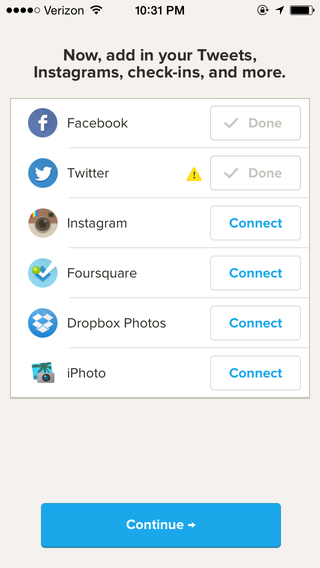 Verizon 10:31 PM
Now, add in your Tweets,
Instagrams, check-ins, and more.
Facebook Done
Twitter Done
Instagram Connect
Foursquare Connect
Dropbox Photos Connect
iPhoto Connect
Continue →